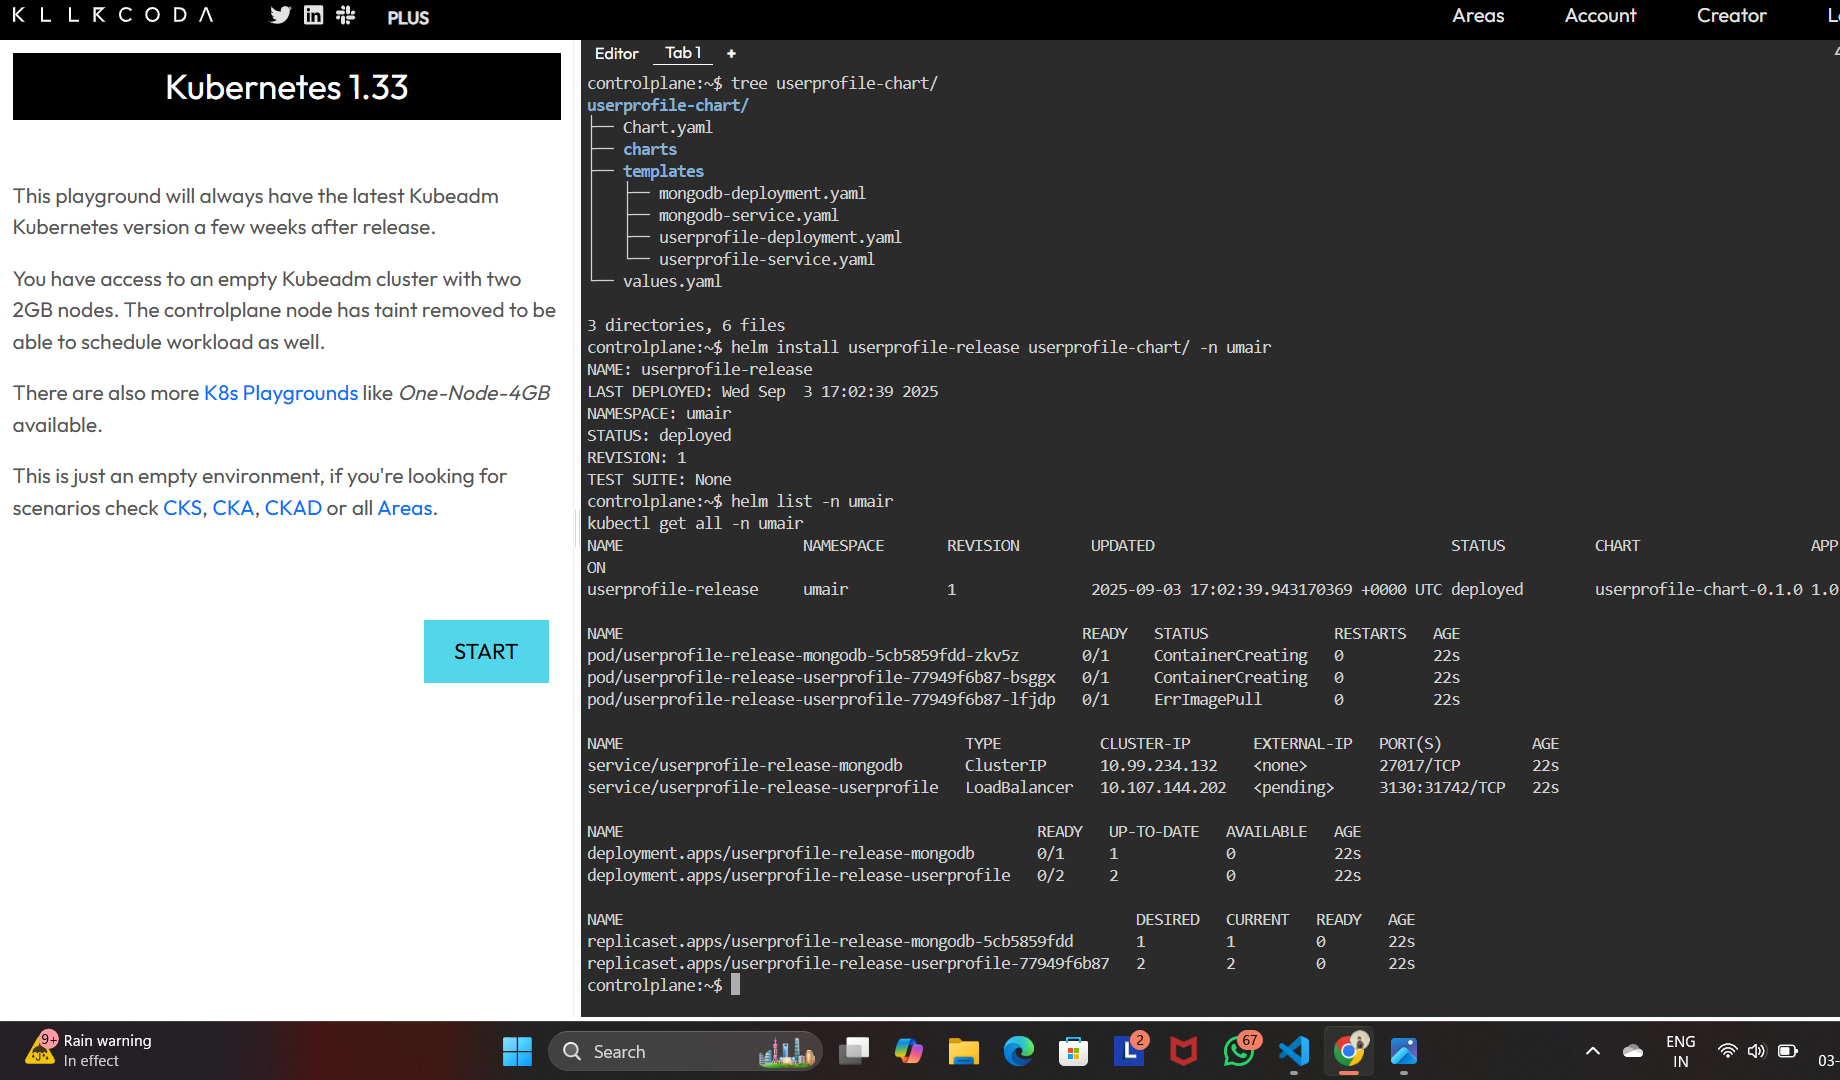 KLLRCODA
PLUS
Areas
Account
Creator
Kubernetes 1.33
This playground will always have the latest Kubeadm
Kubernetes version a few weeks after release.
You have access to an empty Kubeadm cluster with two
2GB nodes. The controlplane node has taint removed to be
able to schedule workload as well.
There are also more K8s Playgrounds like One-Node-4GB
available.
This is just an empty environment, if you're looking for
scenarios check CKS, CKA, CKAD or all Areas.
START
Editor Tab 1 +
controlplane:~$ tree userprofile-chart/
userprofile-chart/
├── Chart.yaml
├── charts
├── templates
│   ├── mongodb-deployment.yaml
│   ├── mongodb-service.yaml
│   ├── userprofile-deployment.yaml
│   └── userprofile-service.yaml
└── values.yaml
3 directories, 6 files
controlplane:~$ helm install userprofile-release userprofile-chart/ -n umair
NAME: userprofile-release
LAST DEPLOYED: Wed Sep  3 17:02:39 2025
NAMESPACE: umair
STATUS: deployed
REVISION: 1
TEST SUITE: None
controlplane:~$ helm list -n umair
kubectl get all -n umair
NAME NAMESPACE REVISION UPDATED STATUS CHART APP
ON
userprofile-release umair 1 2025-09-03 17:02:39.943170369 +0000 UTC deployed userprofile-chart-0.1.0 1.0
NAME READY STATUS RESTARTS AGE
pod/userprofile-release-mongodb-5cb5859fdd-zkv5z 0/1 ContainerCreating 0 22s
pod/userprofile-release-userprofile-77949f6b87-bsggx 0/1 ContainerCreating 0 22s
pod/userprofile-release-userprofile-77949f6b87-lfjdp 0/1 ErrImagePull 0 22s
NAME TYPE CLUSTER-IP EXTERNAL-IP PORT(S) AGE
service/userprofile-release-mongodb ClusterIP 10.99.234.132 <none> 27017/TCP 22s
service/userprofile-release-userprofile LoadBalancer 10.107.144.202 <pending> 3130:31742/TCP 22s
NAME READY UP-TO-DATE AVAILABLE AGE
deployment.apps/userprofile-release-mongodb 0/1 1 0 22s
deployment.apps/userprofile-release-userprofile 0/2 2 0 22s
NAME DESIRED CURRENT READY AGE
replicaset.apps/userprofile-release-mongodb-5cb5859fdd 1 1 0 22s
replicaset.apps/userprofile-release-userprofile-77949f6b87 2 2 0 22s
controlplane:~$
9+
Rain warning
In effect
Search
L
2
67
ENG
IN
03-